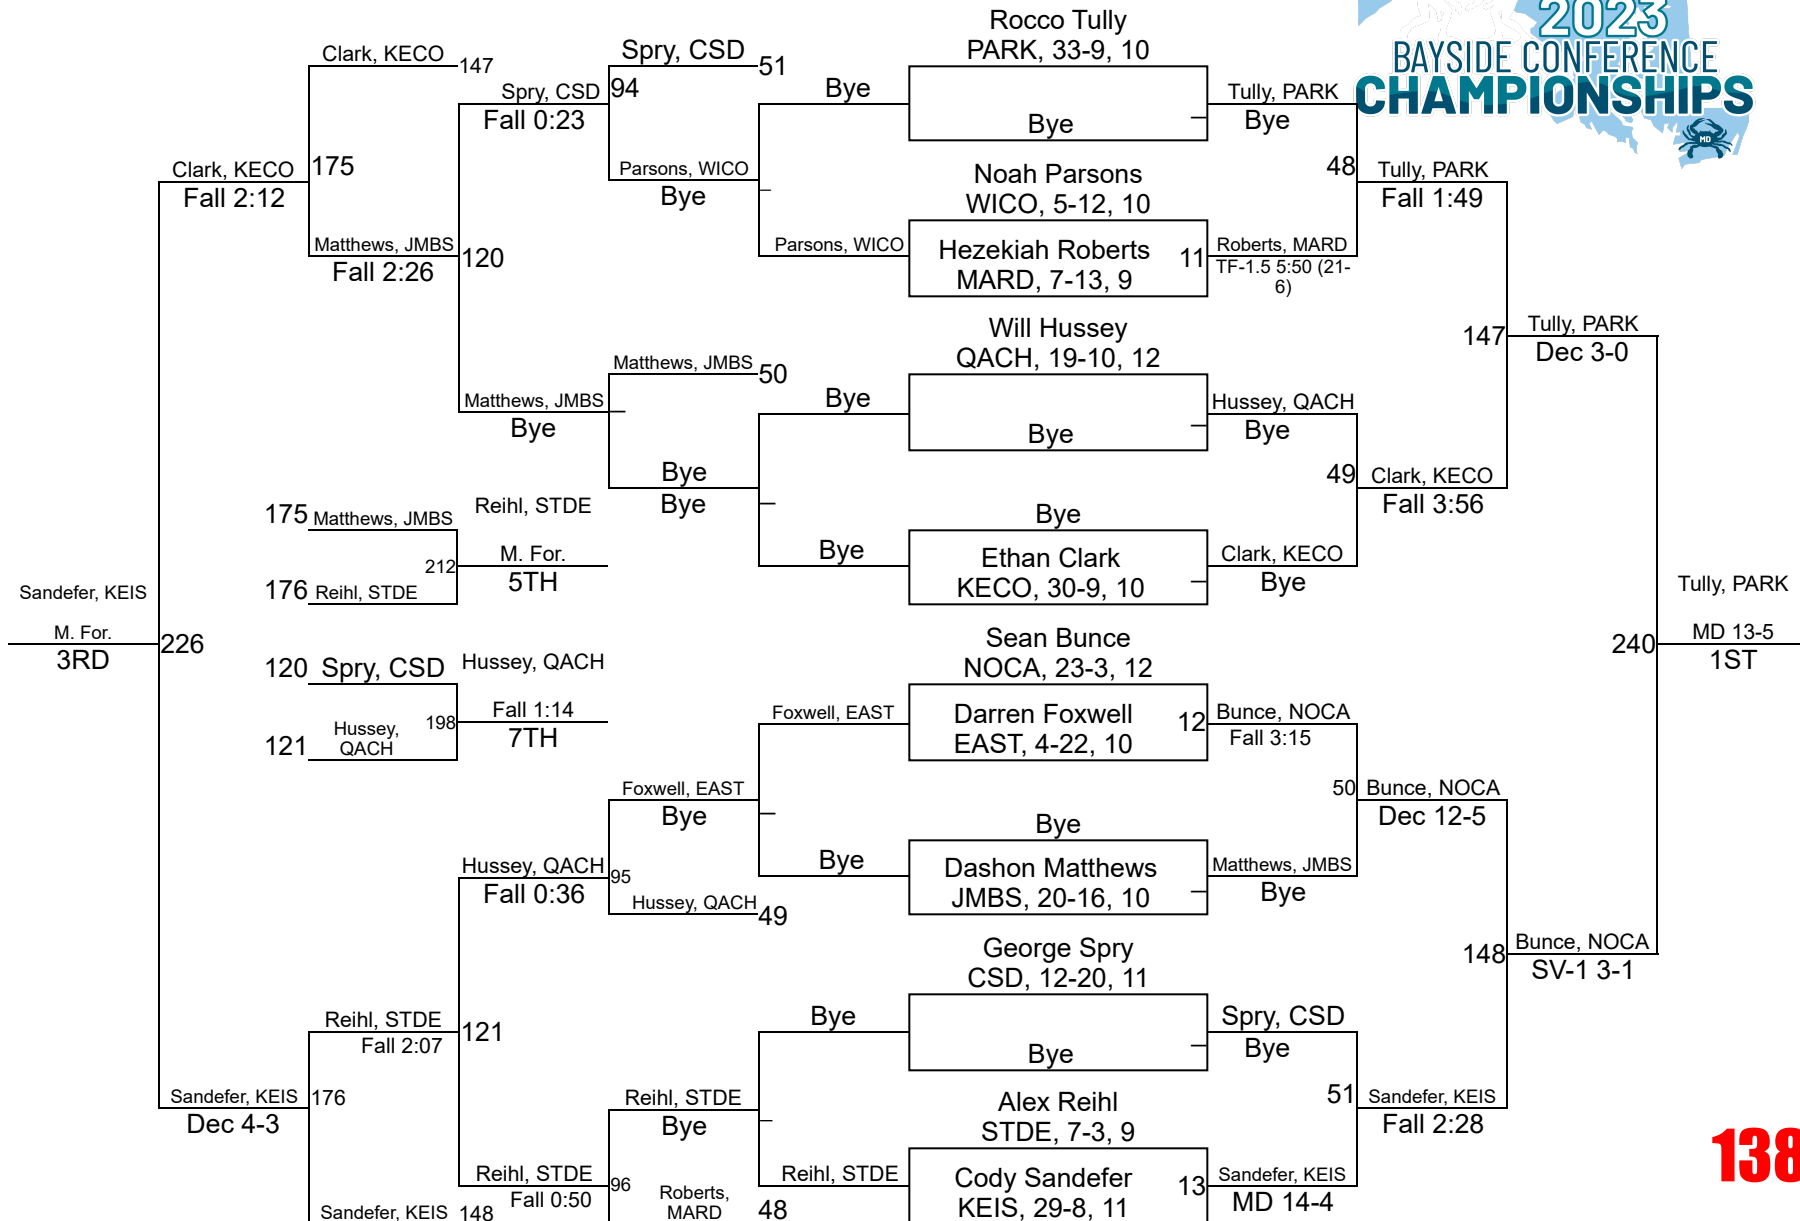 2023
BAYSIDE CONFERENCE
CHAMPIONSHIPS
MD
Rocco Tully
PARK, 33-9, 10
Clark, KECO
147
Spry, CSD
51
Spry, CSD
94
Fall 0:23
Bye
Bye
Tully, PARK
Bye
Clark, KECO
175
Fall 2:12
Parsons, WICO
Bye
Noah Parsons
WICO, 5-12, 10
48
Tully, PARK
Fall 1:49
Matthews, JMBS
120
Fall 2:26
Parsons, WICO
Hezekiah Roberts
MARD, 7-13, 9
11
Roberts, MARD
TF-1.5 5:50 (21-
6)
Will Hussey
QACH, 19-10, 12
147
Tully, PARK
Dec 3-0
Matthews, JMBS
50
Matthews, JMBS
Bye
Bye
Bye
Hussey, QACH
Bye
Bye
Bye
49
Clark, KECO
Fall 3:56
175
Matthews, JMBS
Reihl, STDE
Bye
212
M. For.
5TH
176
Reihl, STDE
Bye
Ethan Clark
KECO, 30-9, 10
Clark, KECO
Bye
Sandefer, KEIS
M. For.
3RD
226
Tully, PARK
240
MD 13-5
1ST
Sean Bunce
NOCA, 23-3, 12
120
Spry, CSD
Hussey, QACH
198
Fall 1:14
7TH
121
Hussey,
QACH
Foxwell, EAST
Darren Foxwell
EAST, 4-22, 10
12
Bunce, NOCA
Fall 3:15
Foxwell, EAST
Bye
50
Bunce, NOCA
Dec 12-5
Bye
Hussey, QACH
95
Fall 0:36
Bye
Dashon Matthews
JMBS, 20-16, 10
Matthews, JMBS
Bye
Hussey, QACH
49
George Spry
CSD, 12-20, 11
148
Bunce, NOCA
SV-1 3-1
Reihl, STDE
121
Fall 2:07
Bye
Bye
Spry, CSD
Bye
Sandefer, KEIS
176
Dec 4-3
Reihl, STDE
Bye
Alex Reihl
STDE, 7-3, 9
51
Sandefer, KEIS
Fall 2:28
138
Reihl, STDE
96
Fall 0:50
Reihl, STDE
Cody Sandefer
KEIS, 29-8, 11
13
Sandefer, KEIS
MD 14-4
Sandefer, KEIS
148
Roberts,
MARD
48